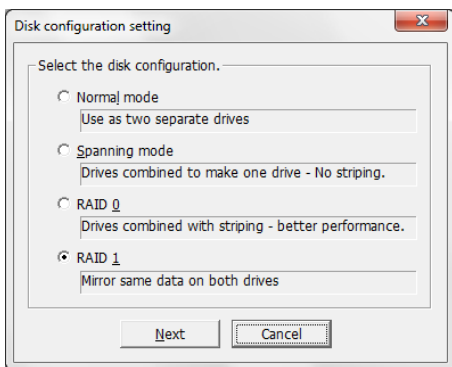 Disk configuration setting
Select the disk configuration.
Normal mode
Use as two separate drives
Spanning mode
Drives combined to make one drive - No striping.
RAID 0
Drives combined with striping - better performance.
RAID 1
Mirror same data on both drives
Next Cancel